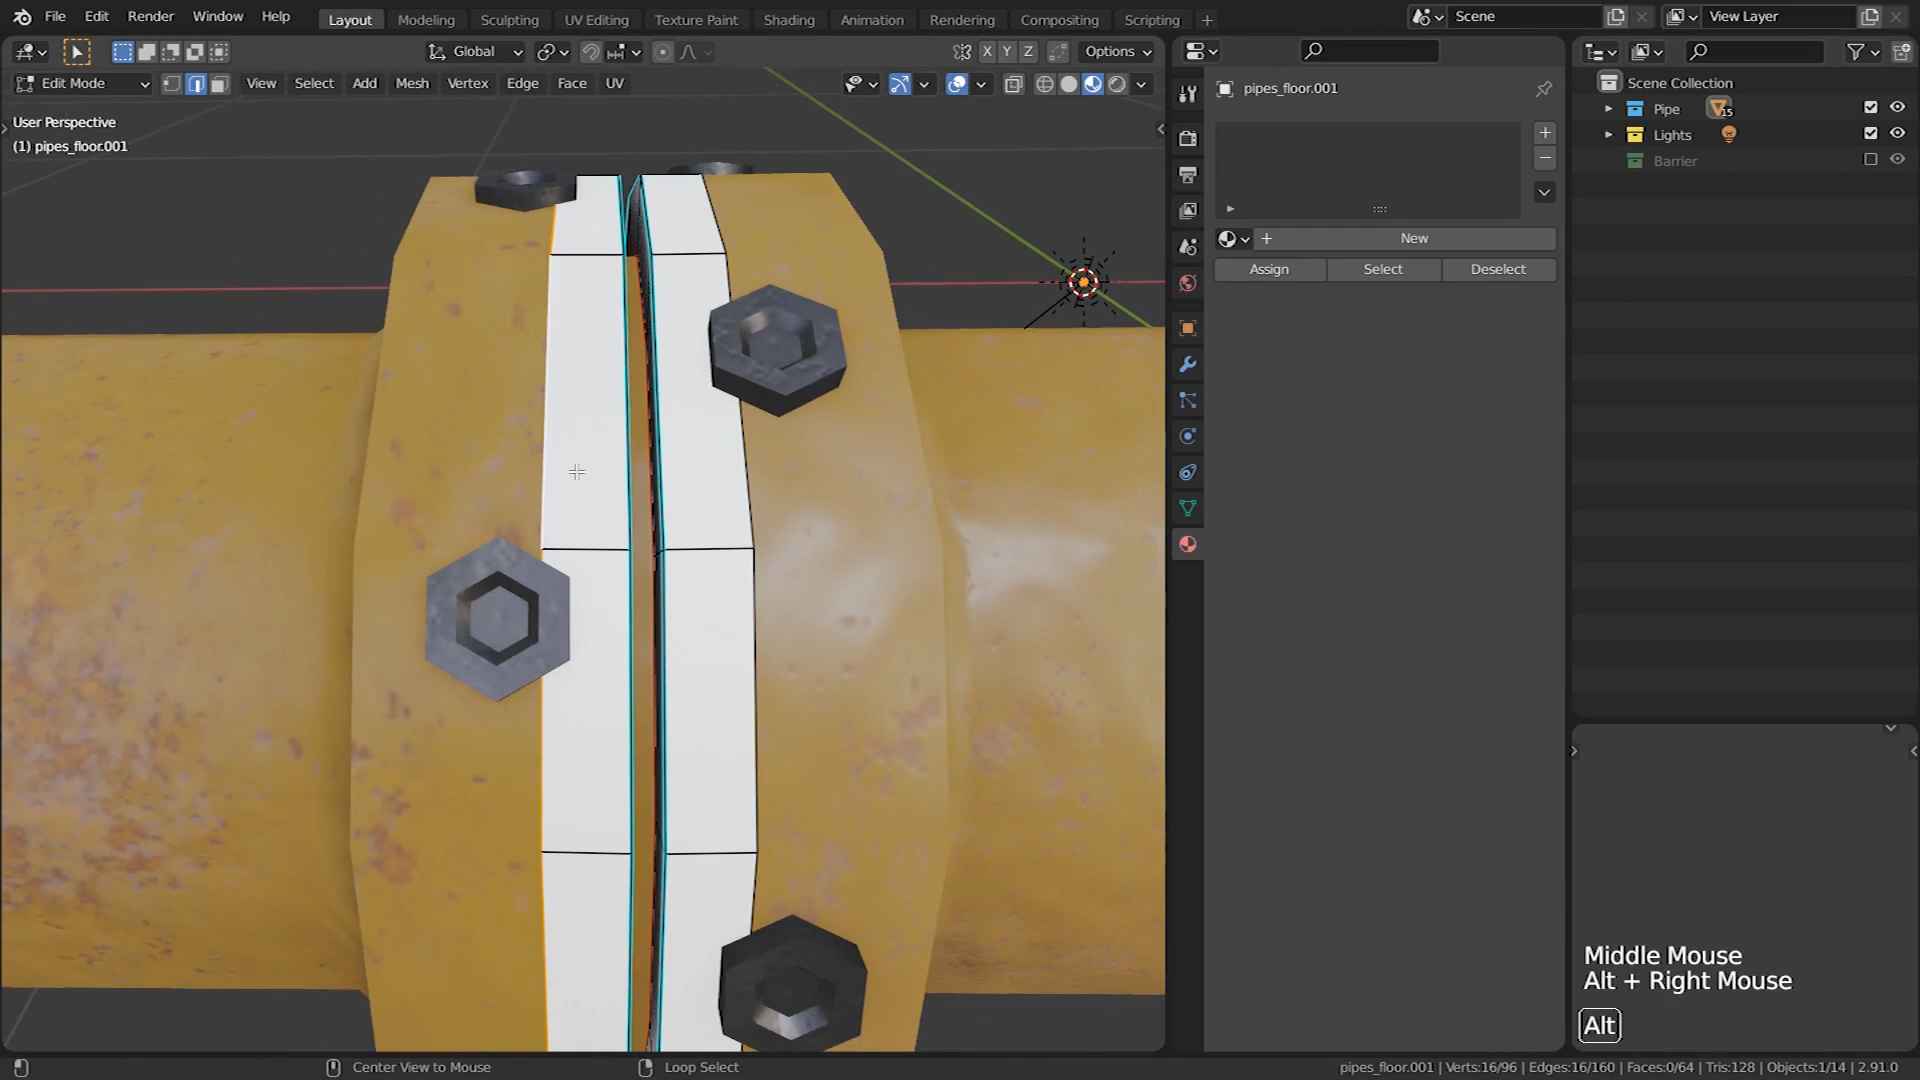 File Edit Render Window Help Layout Modeling Sculpting UV Editing Texture Paint Shading Animation Rendering Compositing Scripting + Scene View Layer
Global X Y Z Options
Edit Mode View Select Add Mesh Vertex Edge Face UV
User Perspective
(1) pipes_floor.001
pipes_floor.001
New
Assign Select Deselect
Scene Collection
Pipe 15
Lights
Barrier
Middle Mouse
Alt + Right Mouse
Alt
Center View to Mouse Loop Select pipes_floor.001 | Verts:16/96 | Edges:16/160 | Faces:0/64 | Tris:128 | Objects:1/14 | 2.91.0